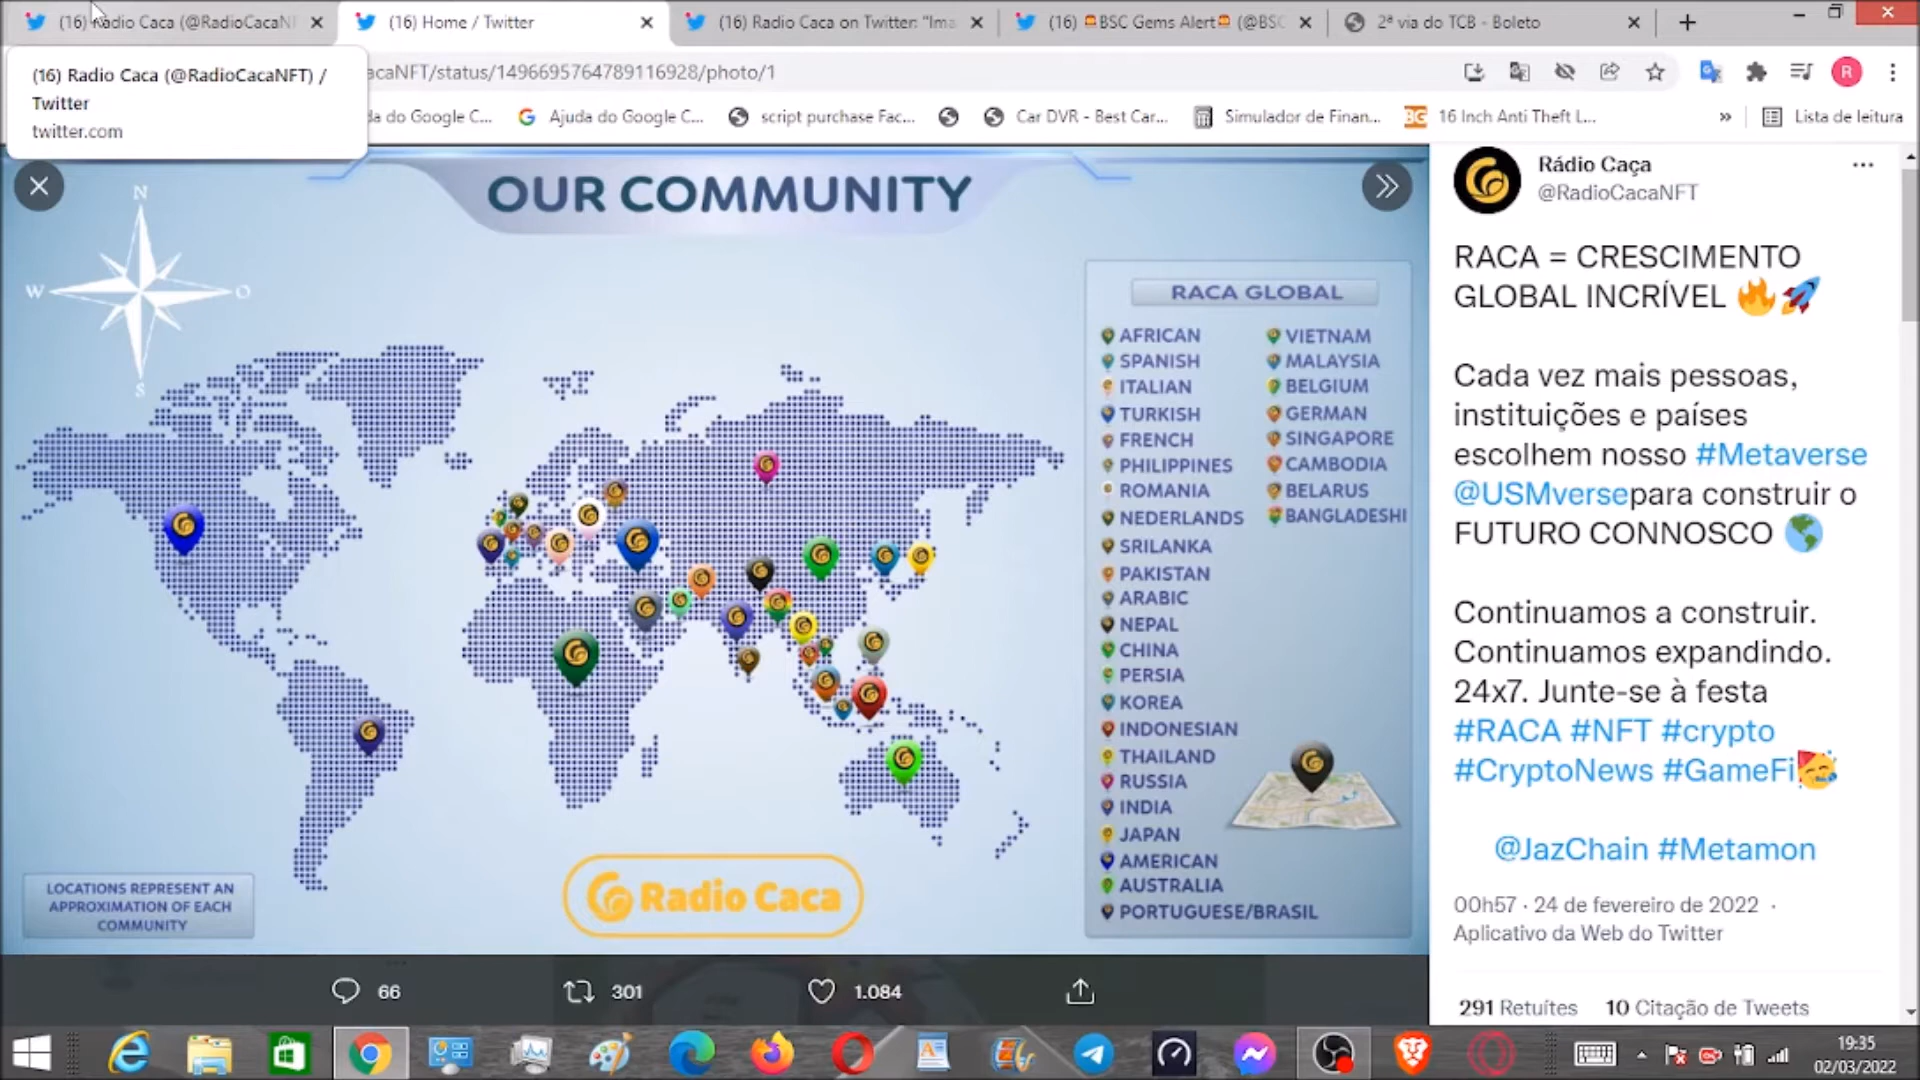 (16) Radio Caca (@RadioCacaNF
(16) Home / Twitter
(16) Radio Caca on Twitter: "Ima
(16) 🚨BSC Gems Alert🚨 (@BSC
2ª via do TCB - Boleto
(16) Radio Caca (@RadioCacaNFT) /
Twitter
twitter.com
acaNFT/status/1496695764789116928/photo/1
R
da do Google C...
Ajuda do Google C...
script purchase Fac...
Car DVR - Best Car...
Simulador de Finan...
BG
16 Inch Anti Theft L...
»
Lista de leitura
OUR COMMUNITY
N
W
O
S
RACA GLOBAL
AFRICAN
SPANISH
ITALIAN
TURKISH
FRENCH
PHILIPPINES
ROMANIA
NEDERLANDS
SRILANKA
PAKISTAN
ARABIC
NEPAL
CHINA
PERSIA
KOREA
INDONESIAN
THAILAND
RUSSIA
INDIA
JAPAN
AMERICAN
AUSTRALIA
PORTUGUESE/BRASIL
VIETNAM
MALAYSIA
BELGIUM
GERMAN
SINGAPORE
CAMBODIA
BELARUS
BANGLADESHI
LOCATIONS REPRESENT AN
APPROXIMATION OF EACH
COMMUNITY
Radio Caca
66
301
1.084
Rádio Caça
@RadioCacaNFT
RACA = CRESCIMENTO
GLOBAL INCRÍVEL 🔥🚀
Cada vez mais pessoas,
instituições e países
escolhem nosso #Metaverse
@USMversepara construir o
FUTURO CONNOSCO 🌎
Continuamos a construir.
Continuamos expandindo.
24x7. Junte-se à festa
#RACA #NFT #crypto
#CryptoNews #GameFi🥳
@JazChain #Metamon
00h57 · 24 de fevereiro de 2022 ·
Aplicativo da Web do Twitter
291 Retuítes 10 Citação de Tweets
19:35
02/03/2022